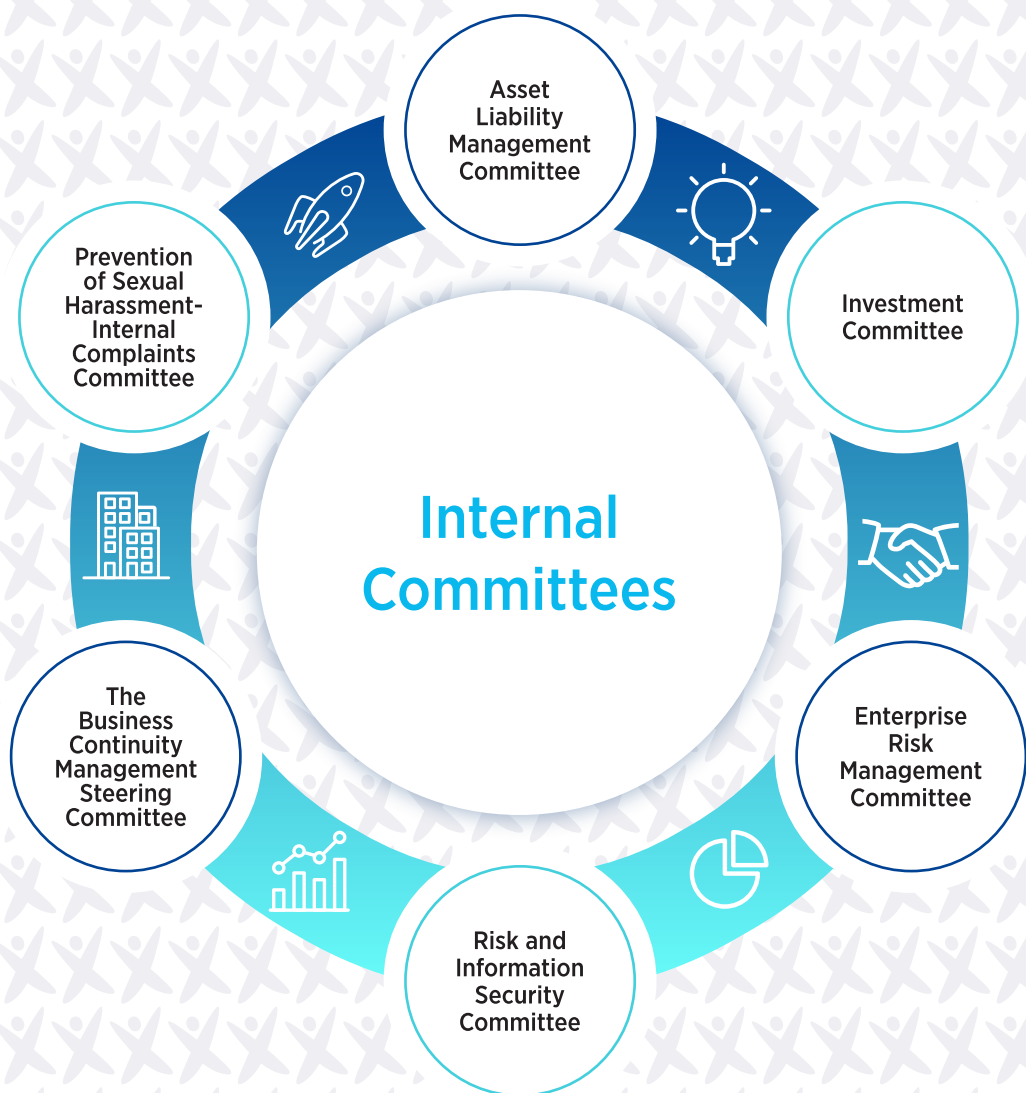 Asset
Liability
Management
Committee
Prevention
of Sexual
Harassment-
Internal
Complaints
Committee
Investment
Committee
Internal
Committees
The
Business
Continuity
Management
Steering
Committee
Enterprise
Risk
Management
Committee
Risk and
Information
Security
Committee